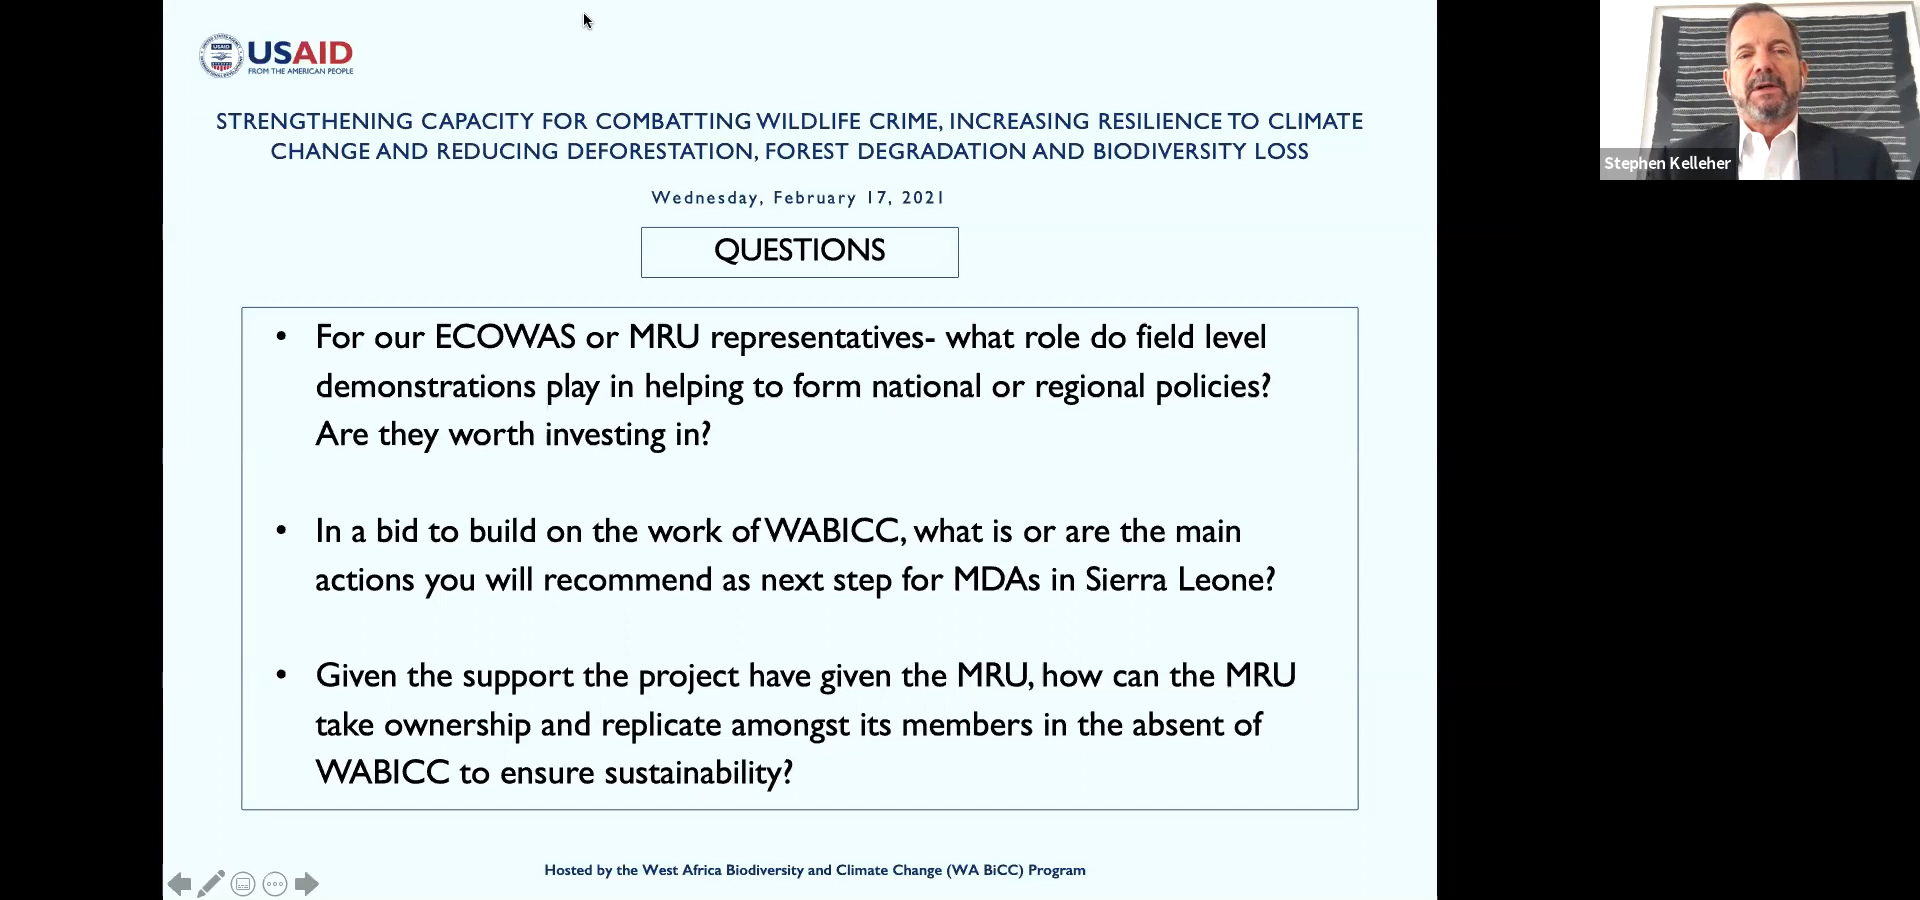 USAID
FROM THE AMERICAN PEOPLE
STRENGTHENING CAPACITY FOR COMBATTING WILDLIFE CRIME, INCREASING RESILIENCE TO CLIMATE
CHANGE AND REDUCING DEFORESTATION, FOREST DEGRADATION AND BIODIVERSITY LOSS
Wednesday, February 17, 2021
QUESTIONS
• For our ECOWAS or MRU representatives- what role do field level
demonstrations play in helping to form national or regional policies?
Are they worth investing in?
• In a bid to build on the work of WABICC, what is or are the main
actions you will recommend as next step for MDAs in Sierra Leone?
• Given the support the project have given the MRU, how can the MRU
take ownership and replicate amongst its members in the absent of
WABICC to ensure sustainability?
Hosted by the West Africa Biodiversity and Climate Change (WA BiCC) Program
Stephen Kelleher